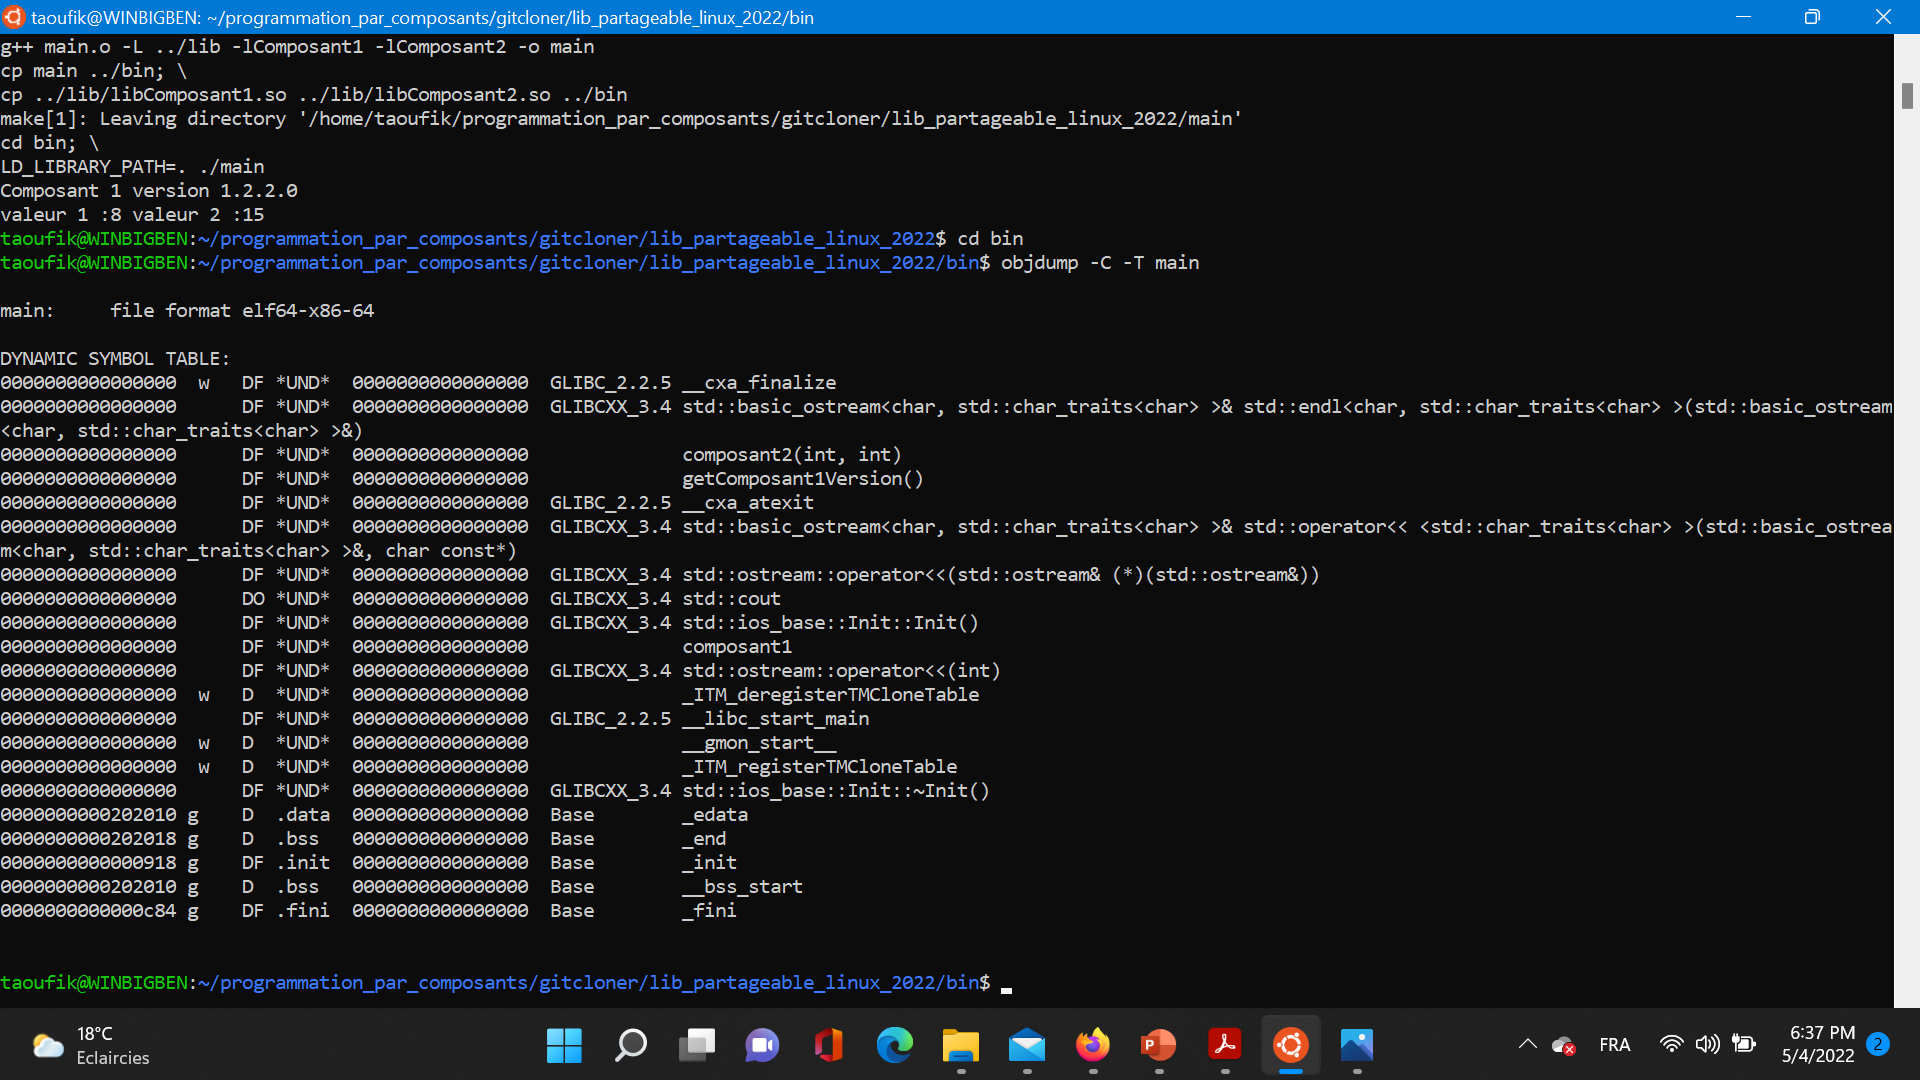 taoufik@WINBIGBEN: ~/programmation_par_composants/gitcloner/lib_partageable_linux_2022/bin
g++ main.o -L ../lib -lComposant1 -lComposant2 -o main
cp main ../bin; \
cp ../lib/libComposant1.so ../lib/libComposant2.so ../bin
make[1]: Leaving directory '/home/taoufik/programmation_par_composants/gitcloner/lib_partageable_linux_2022/main'
cd bin; \
LD_LIBRARY_PATH=. ./main
Composant 1 version 1.2.2.0
valeur 1 :8 valeur 2 :15
taoufik@WINBIGBEN:~/programmation_par_composants/gitcloner/lib_partageable_linux_2022$ cd bin
taoufik@WINBIGBEN:~/programmation_par_composants/gitcloner/lib_partageable_linux_2022/bin$ objdump -C -T main
main:     file format elf64-x86-64
DYNAMIC SYMBOL TABLE:
0000000000000000  w   DF *UND*  0000000000000000  GLIBC_2.2.5 __cxa_finalize
0000000000000000      DF *UND*  0000000000000000  GLIBCXX_3.4 std::basic_ostream<char, std::char_traits<char> >& std::endl<char, std::char_traits<char> >(std::basic_ostream
<char, std::char_traits<char> >&)
0000000000000000      DF *UND*  0000000000000000              composant2(int, int)
0000000000000000      DF *UND*  0000000000000000              getComposant1Version()
0000000000000000      DF *UND*  0000000000000000  GLIBC_2.2.5 __cxa_atexit
0000000000000000      DF *UND*  0000000000000000  GLIBCXX_3.4 std::basic_ostream<char, std::char_traits<char> >& std::operator<< <std::char_traits<char> >(std::basic_ostrea
m<char, std::char_traits<char> >&, char const*)
0000000000000000      DF *UND*  0000000000000000  GLIBCXX_3.4 std::ostream::operator<<(std::ostream& (*)(std::ostream&))
0000000000000000      DO *UND*  0000000000000000  GLIBCXX_3.4 std::cout
0000000000000000      DF *UND*  0000000000000000  GLIBCXX_3.4 std::ios_base::Init::Init()
0000000000000000      DF *UND*  0000000000000000              composant1
0000000000000000      DF *UND*  0000000000000000  GLIBCXX_3.4 std::ostream::operator<<(int)
0000000000000000  w   D  *UND*  0000000000000000              _ITM_deregisterTMCloneTable
0000000000000000      DF *UND*  0000000000000000  GLIBC_2.2.5 __libc_start_main
0000000000000000  w   D  *UND*  0000000000000000              __gmon_start__
0000000000000000  w   D  *UND*  0000000000000000              _ITM_registerTMCloneTable
0000000000000000      DF *UND*  0000000000000000  GLIBCXX_3.4 std::ios_base::Init::~Init()
0000000000202010 g    D  .data  0000000000000000  Base        _edata
0000000000202018 g    D  .bss   0000000000000000  Base        _end
0000000000000918 g    DF .init  0000000000000000  Base        _init
0000000000202010 g    D  .bss   0000000000000000  Base        __bss_start
0000000000000c84 g    DF .fini  0000000000000000  Base        _fini
taoufik@WINBIGBEN:~/programmation_par_composants/gitcloner/lib_partageable_linux_2022/bin$
18°C
Eclaircies
P
FRA
6:37 PM
5/4/2022
2